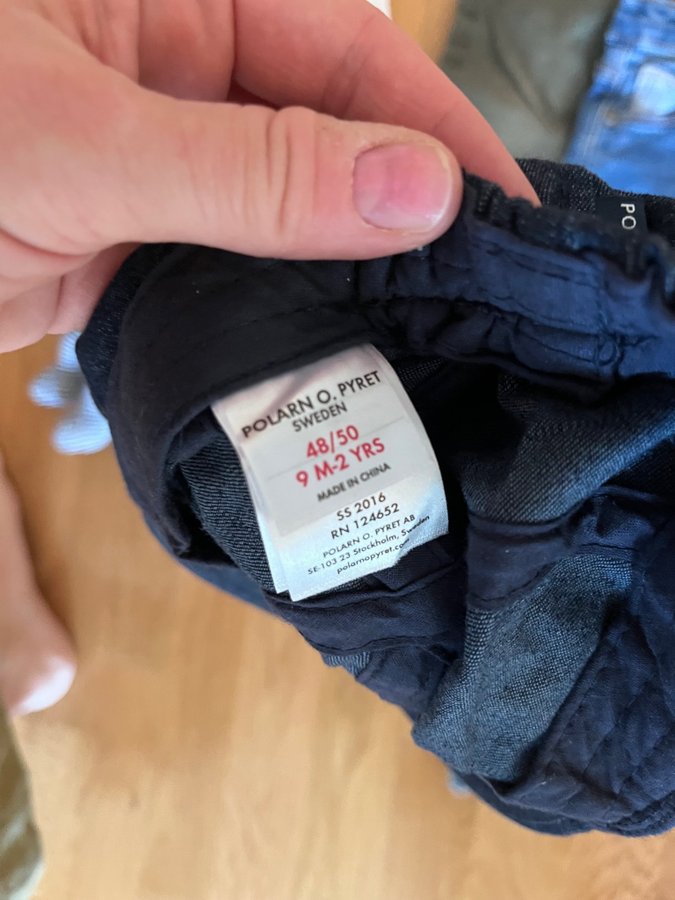 PO
POLARN O. PYRET
SWEDEN
48/50
9 M-2 YRS
MADE IN CHINA
SS 2016
RN 124652
POLARN O. PYRET AB
SE-103 23 Stockholm, Sweden
polarnopyret.com